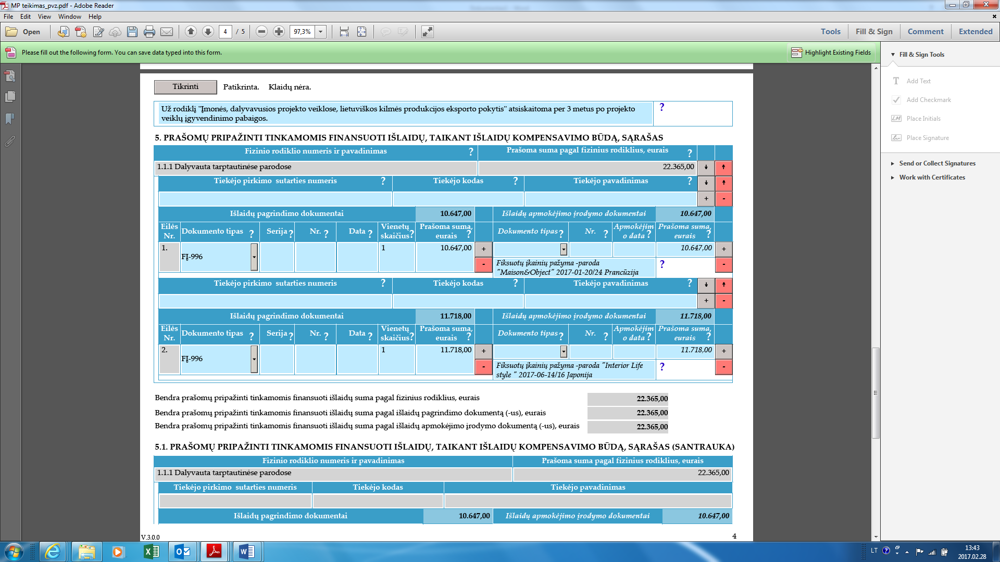 MP teikimas_pvz.pdf - Adobe Reader
File Edit View Window Help
Open 4 / 5 97,3% Tools Fill & Sign Comment Extended
Please fill out the following form. You can save data typed into this form. Highlight Existing Fields
Fill & Sign Tools
Add Text
Add Checkmark
Place Initials
Place Signature
Send or Collect Signatures
Work with Certificates
Tikrinti Patikrinta. Klaidų nėra.
Už rodiklį "Įmonės, dalyvavusios projekto veiklose, lietuviškos kilmės produkcijos eksporto pokytis" atsiskaitoma per 3 metus po projekto ?
veiklų įgyvendinimo pabaigos.
5. PRAŠOMŲ PRIPAŽINTI TINKAMOMIS FINANSUOTI IŠLAIDŲ, TAIKANT IŠLAIDŲ KOMPENSAVIMO BŪDĄ, SĄRAŠAS
Fizinio rodiklio numeris ir pavadinimas ? Prašoma suma pagal fizinius rodiklius, eurais ?
1.1.1 Dalyvauta tarptautinėse parodose 22.365,00
Tiekėjo pirkimo sutarties numeris ? Tiekėjo kodas ? Tiekėjo pavadinimas ?
+ -
Išlaidų pagrindimo dokumentai 10.647,00 Išlaidų apmokėjimo įrodymo dokumentai 10.647,00
Eilės Nr. Dokumento tipas ? Serija ? Nr. ? Data ? Vienetų skaičius ? Prašoma suma, eurais ? Dokumento tipas ? Nr. ? Apmokėjimo data ? Prašoma suma, eurais ?
1. FĮ-996 1 10.647,00 + 10.647,00 +
- Fiksuotų įkainių pažyma -paroda ? -
"Maison&Object" 2017-01-20/24 Prancūzija
Tiekėjo pirkimo sutarties numeris ? Tiekėjo kodas ? Tiekėjo pavadinimas ?
+ -
Išlaidų pagrindimo dokumentai 11.718,00 Išlaidų apmokėjimo įrodymo dokumentai 11.718,00
Eilės Nr. Dokumento tipas ? Serija ? Nr. ? Data ? Vienetų skaičius ? Prašoma suma, eurais ? Dokumento tipas ? Nr. ? Apmokėjimo data ? Prašoma suma, eurais ?
2. FĮ-996 1 11.718,00 + 11.718,00 +
- Fiksuotų įkainių pažyma -paroda "Interior Life ? -
style " 2017-06-14/16 Japonija
Bendra prašomų pripažinti tinkamomis finansuoti išlaidų suma pagal fizinius rodiklius, eurais 22.365,00
Bendra prašomų pripažinti tinkamomis finansuoti išlaidų suma pagal išlaidų pagrindimo dokumentą (-us), eurais 22.365,00
Bendra prašomų pripažinti tinkamomis finansuoti išlaidų suma pagal išlaidų apmokėjimo įrodymo dokumentą (-us), eurais 22.365,00
5.1. PRAŠOMŲ PRIPAŽINTI TINKAMOMIS FINANSUOTI IŠLAIDŲ, TAIKANT IŠLAIDŲ KOMPENSAVIMO BŪDĄ, SĄRAŠAS (SANTRAUKA)
Fizinio rodiklio numeris ir pavadinimas Prašoma suma pagal fizinius rodiklius, eurais
1.1.1 Dalyvauta tarptautinėse parodose 22.365,00
Tiekėjo pirkimo sutarties numeris Tiekėjo kodas Tiekėjo pavadinimas
Išlaidų pagrindimo dokumentai 10.647,00 Išlaidų apmokėjimo įrodymo dokumentai 10.647,00
V.3.0.0 4
LT 13:43
2017.02.28